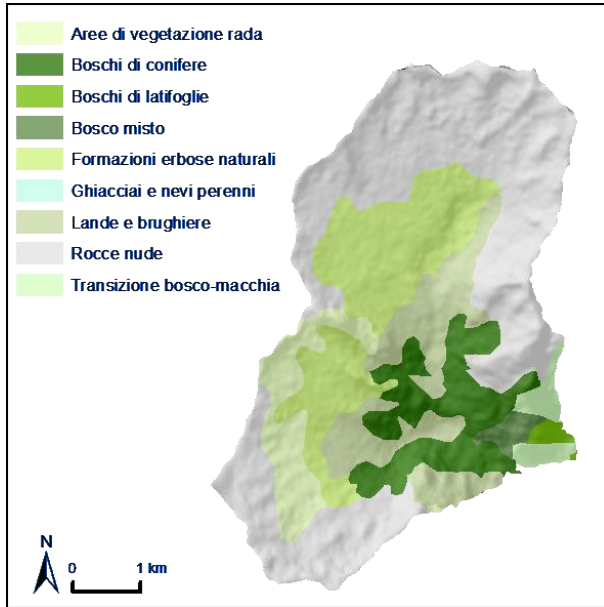 Aree di vegetazione rada
Boschi di conifere
Boschi di latifoglie
Bosco misto
Formazioni erbose naturali
Ghiacciai e nevi perenni
Lande e brughiere
Rocce nude
Transizione bosco-macchia
N
0 1 km